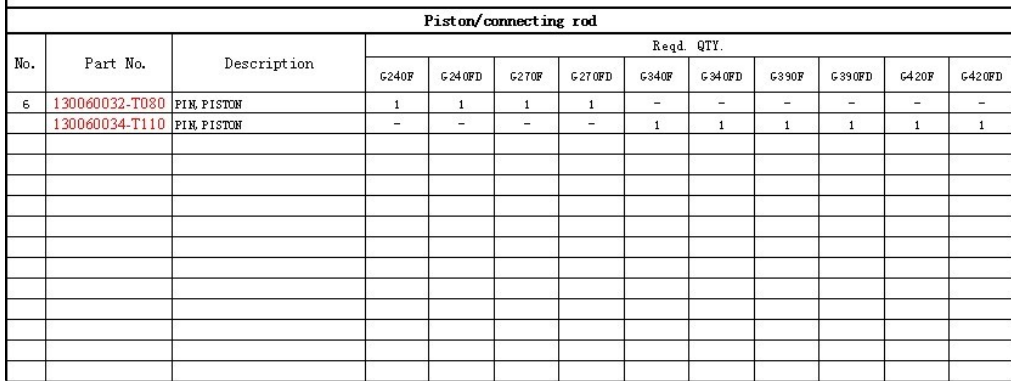 Piston/connecting rod
No. Part No. Description Reqd. QTY.
G240F G240FD G270F G270FD G340F G340FD G390F G390FD G420F G420FD
6 130060032-T080 PIN, PISTON 1 1 1 1 - - - - - -
130060034-T110 PIN, PISTON - - - - 1 1 1 1 1 1